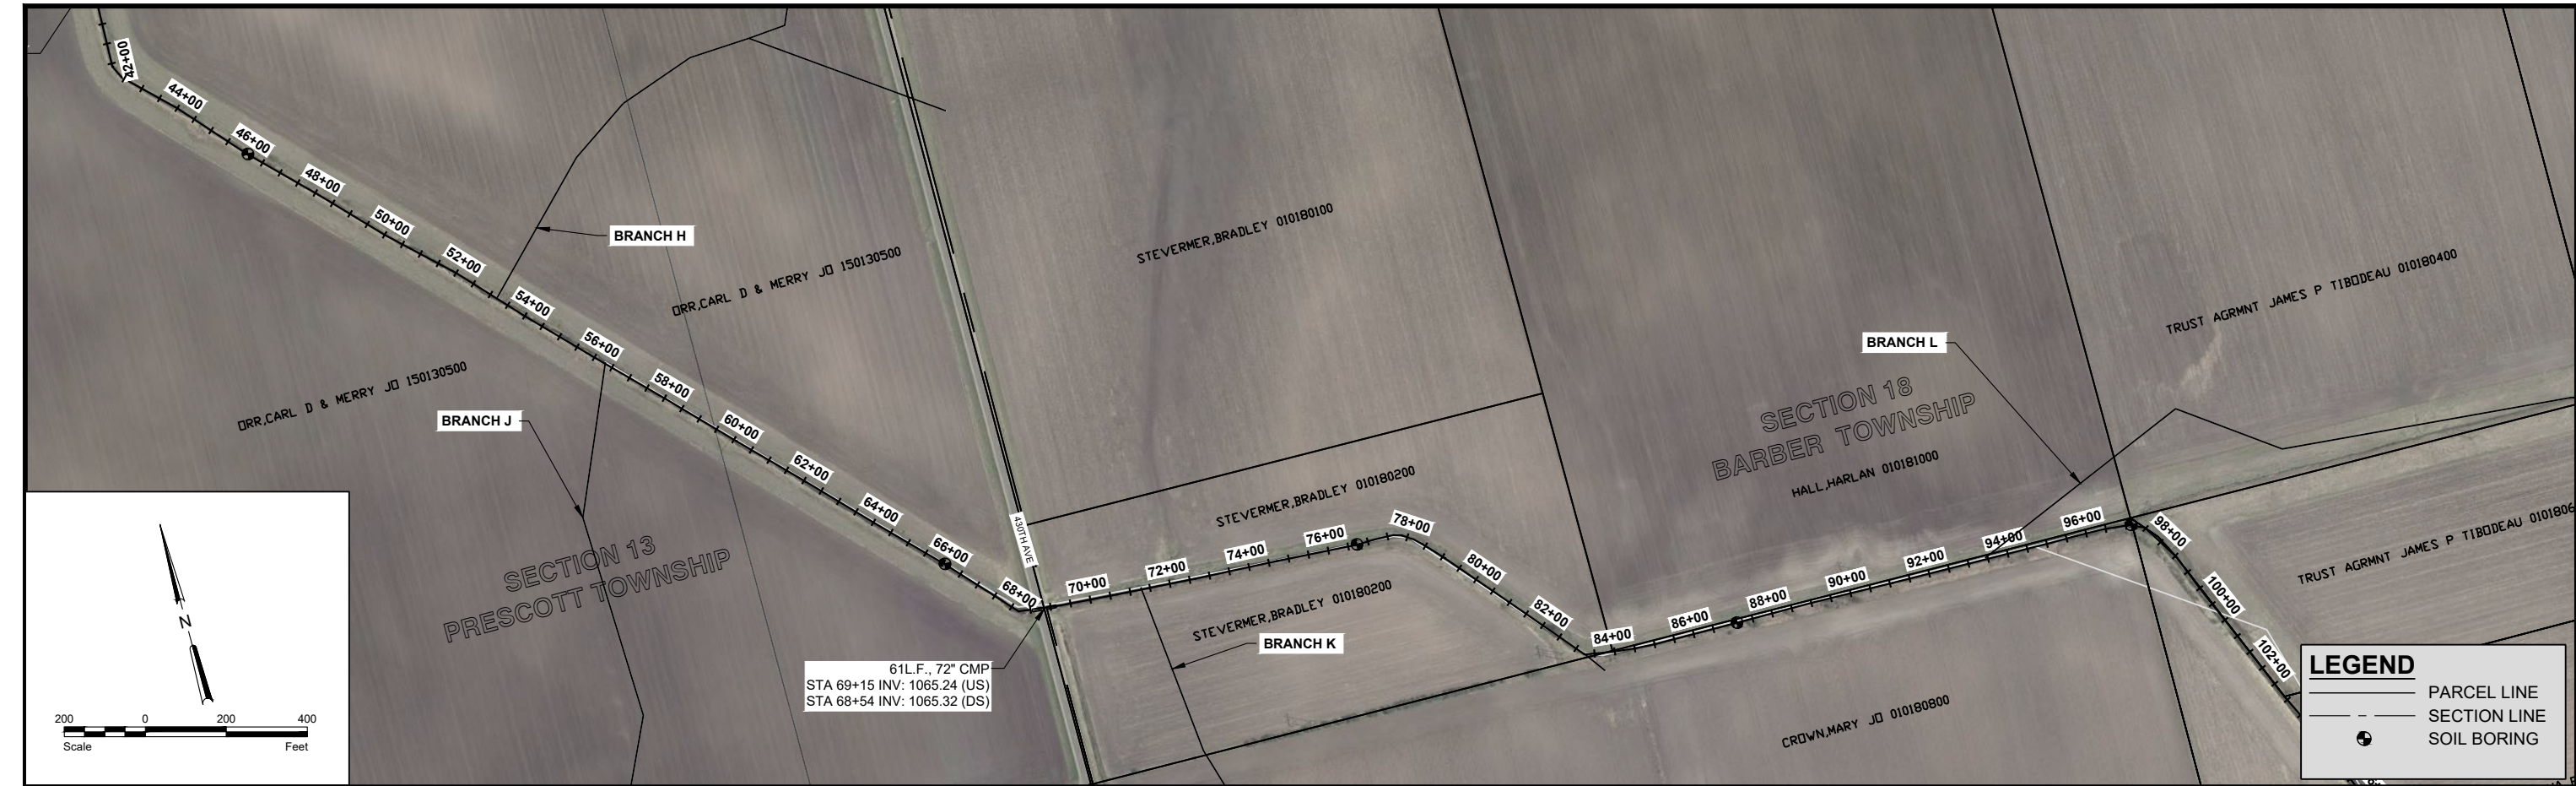 42+00
44+00
46+00
48+00
50+00
52+00
54+00
56+00
58+00
60+00
62+00
64+00
66+00
68+00
70+00
72+00
74+00
76+00
78+00
80+00
82+00
84+00
86+00
88+00
90+00
92+00
94+00
96+00
98+00
100+00
102+00
BRANCH H
ORR,CARL D & MERRY JO 150130500
ORR,CARL D & MERRY JO 150130500
BRANCH J
SECTION 13
PRESCOTT TOWNSHIP
430TH AVE
61L.F., 72" CMP
STA 69+15 INV: 1065.24 (US)
STA 68+54 INV: 1065.32 (DS)
STEVERMER,BRADLEY 010180100
STEVERMER,BRADLEY 010180200
STEVERMER,BRADLEY 010180200
BRANCH K
BRANCH L
SECTION 18
BARBER TOWNSHIP
HALL,HARLAN 010181000
CROWN,MARY JO 010180800
TRUST AGRMNT JAMES P TIBODEAU 010180400
TRUST AGRMNT JAMES P TIBODEAU 0101806
N
200 0 200 400
Scale Feet
LEGEND
PARCEL LINE
SECTION LINE
SOIL BORING